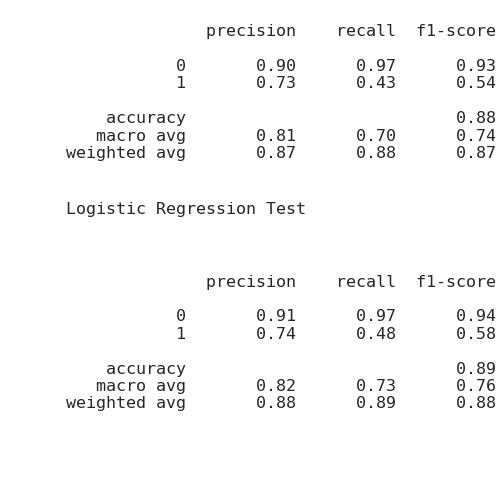 precision recall f1-score
0 0.90 0.97 0.93
1 0.73 0.43 0.54
accuracy 0.88
macro avg 0.81 0.70 0.74
weighted avg 0.87 0.88 0.87
Logistic Regression Test
precision recall f1-score
0 0.91 0.97 0.94
1 0.74 0.48 0.58
accuracy 0.89
macro avg 0.82 0.73 0.76
weighted avg 0.88 0.89 0.88